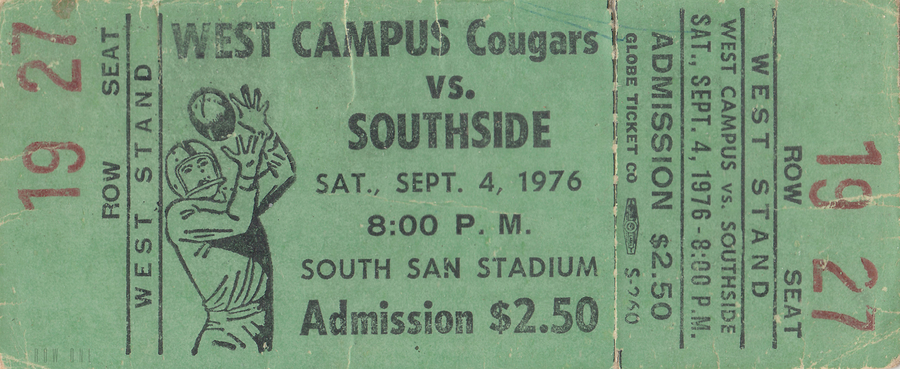 19 27
ROW SEAT
WEST STAND
WEST CAMPUS Cougars
vs.
SOUTHSIDE
SAT., SEPT. 4, 1976
8:00 P. M.
SOUTH SAN STADIUM
Admission $2.50
GLOBE TICKET CO
ADMISSION $2.50
SAT., SEPT. 4, 1976 - 8:00 P.M.
WEST CAMPUS vs. SOUTHSIDE
WEST STAND
ROW SEAT
19 27